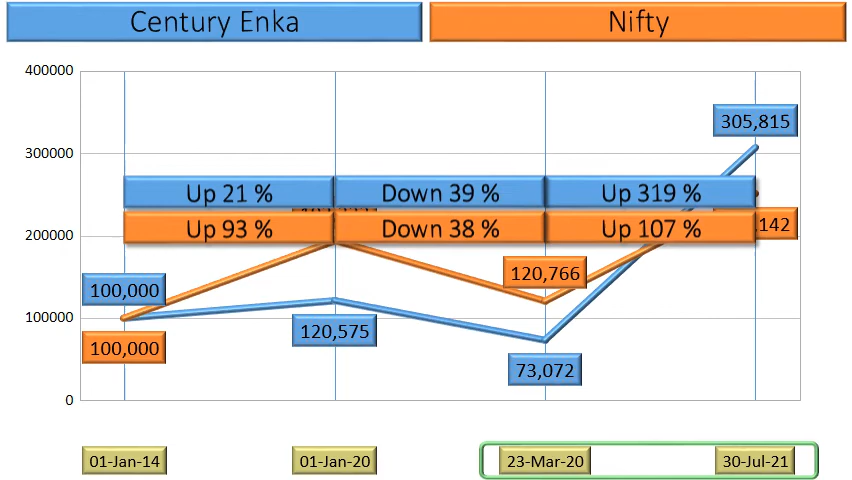 Century Enka
Nifty
400000
300000
200000
100000
0
305,815
Up 21 %
Down 39 %
Up 319 %
Up 93 %
Down 38 %
Up 107 %
142
120,766
100,000
120,575
100,000
73,072
01-Jan-14
01-Jan-20
23-Mar-20
30-Jul-21